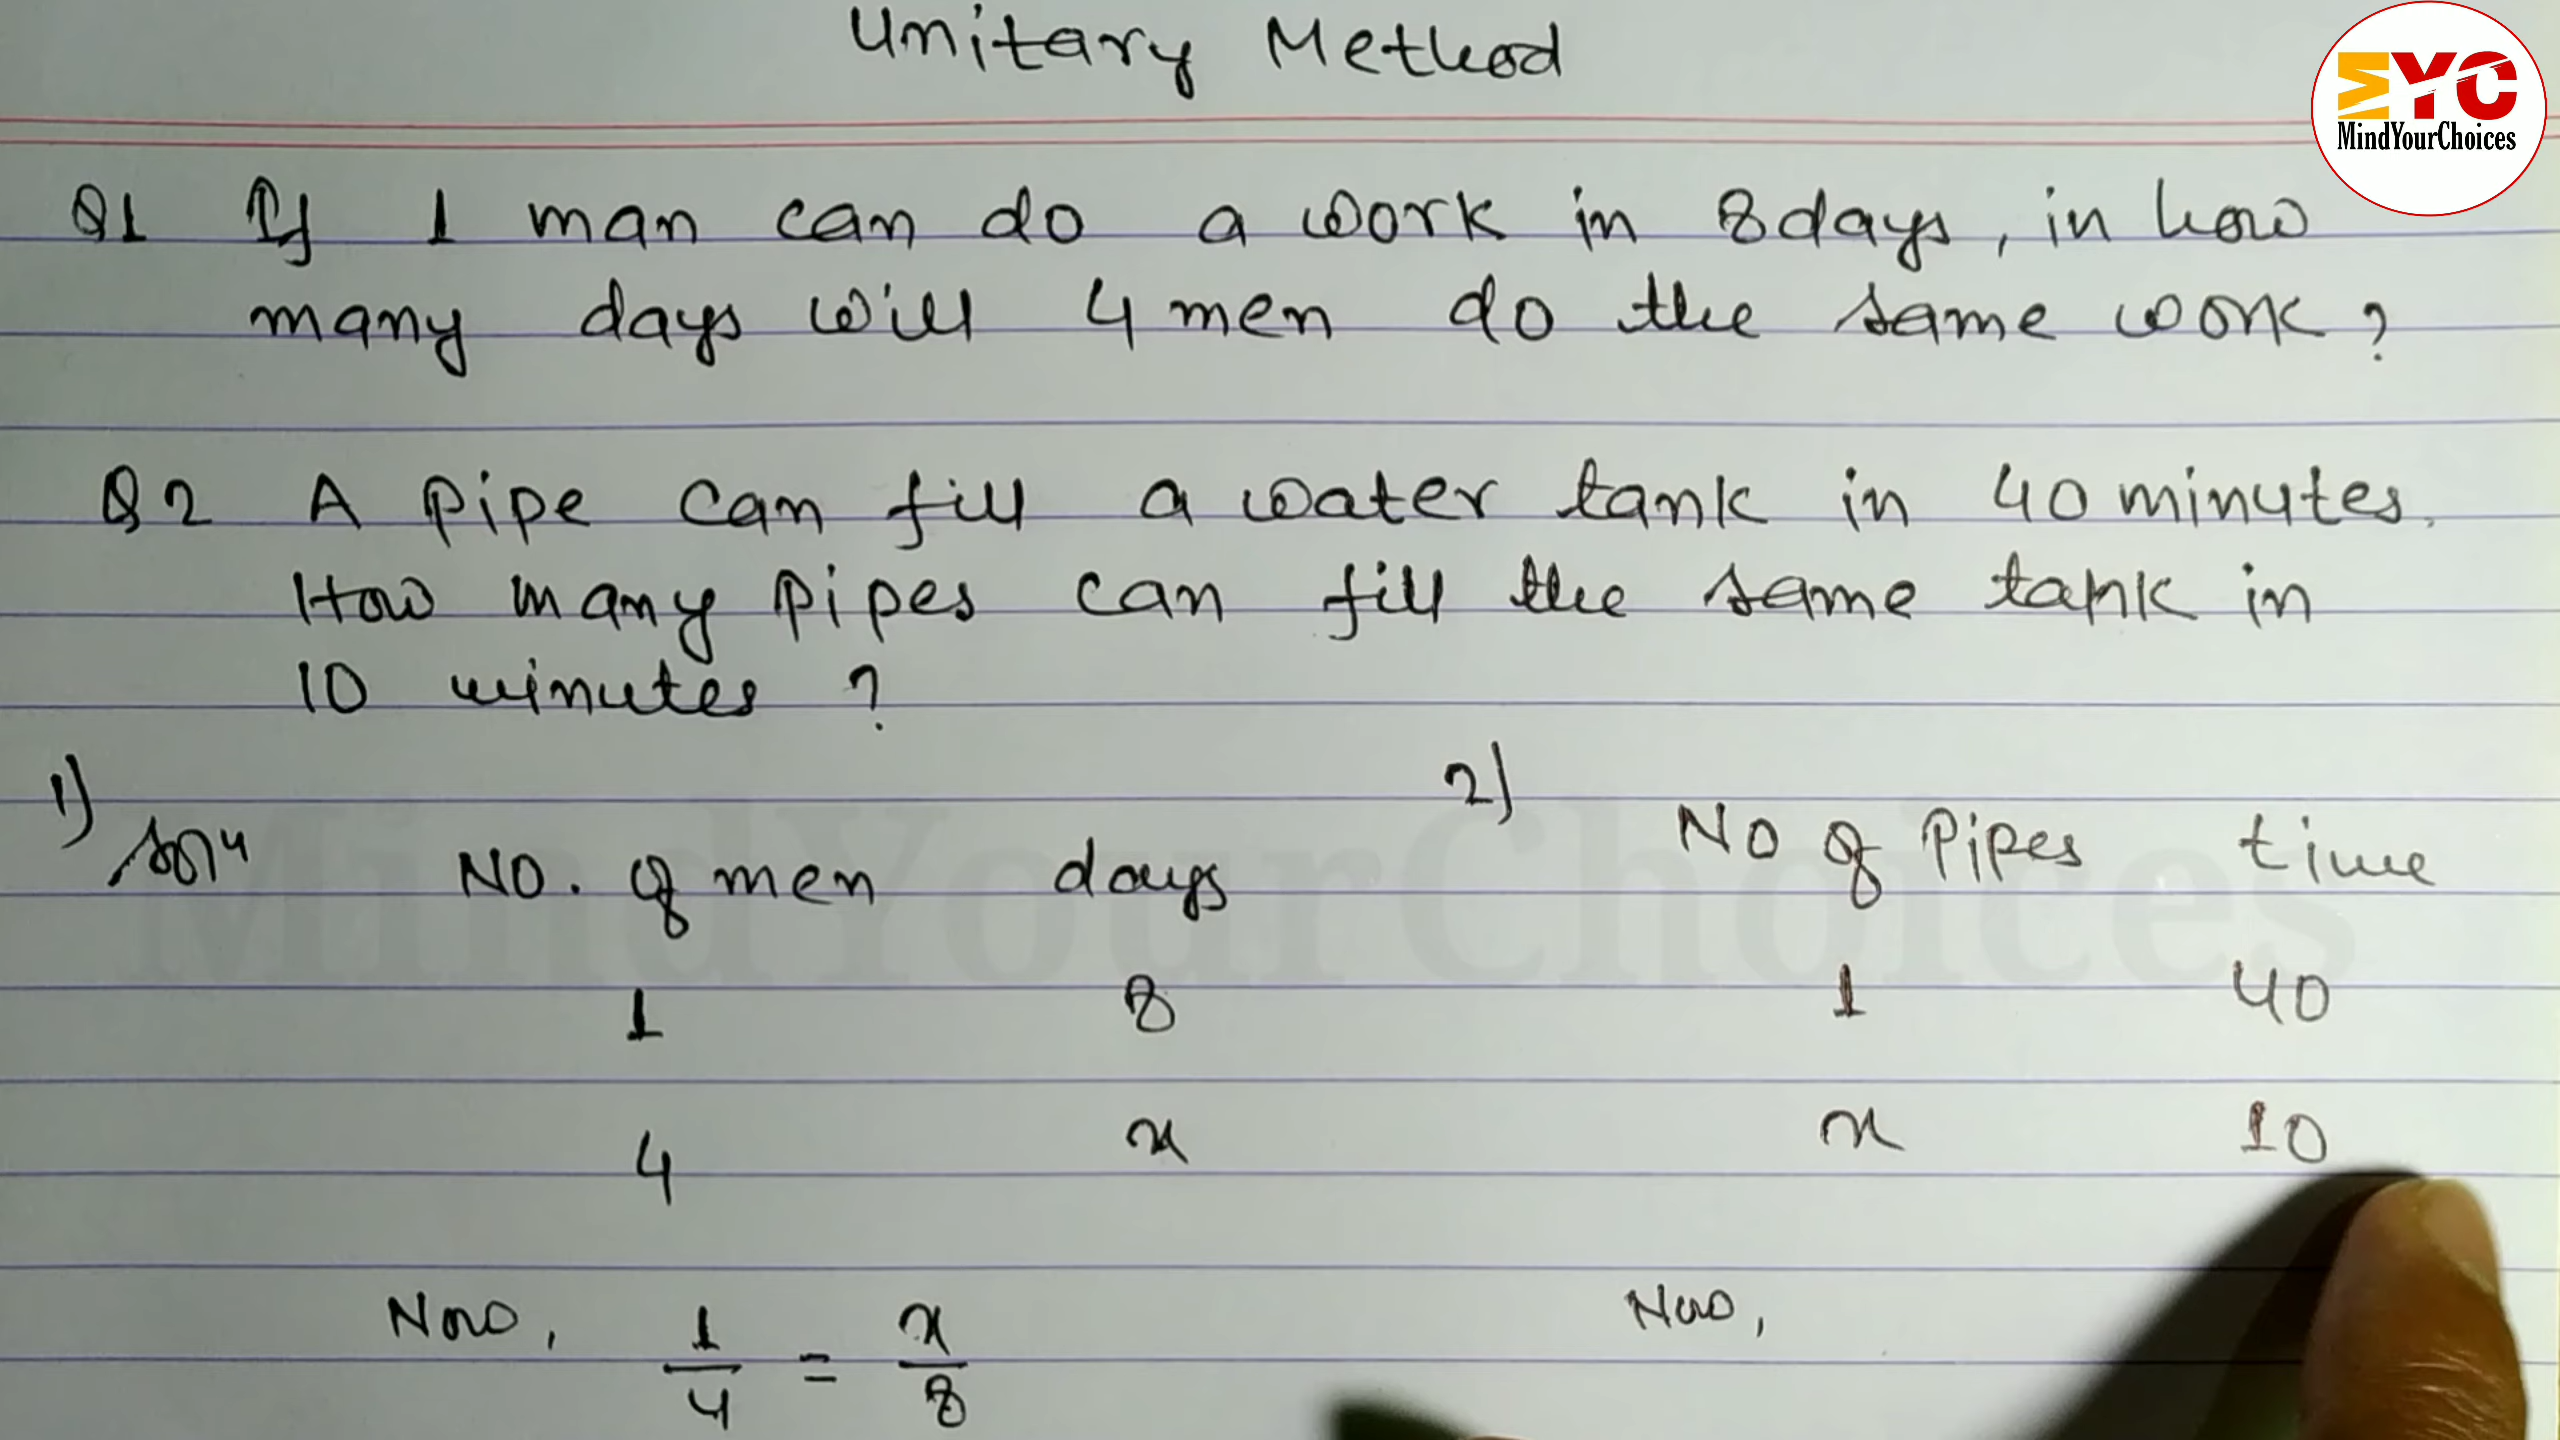 Unitary Method
MYC
MindYourChoices
Q1 If 1 man can do a work in 8 days, in how
many days will 4 men do the same work?
Q2 A pipe can fill a water tank in 40 minutes.
How many pipes can fill the same tank in
10 minutes?
1) 2)
Solⁿ No. of men days No of Pipes time
1 8 1 40
4 x x 10
Now, 1/4 = x/8 Now,
MindYourChoices